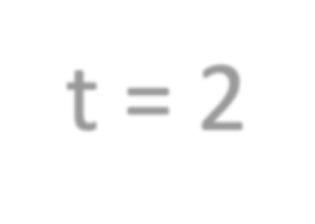 t = 2